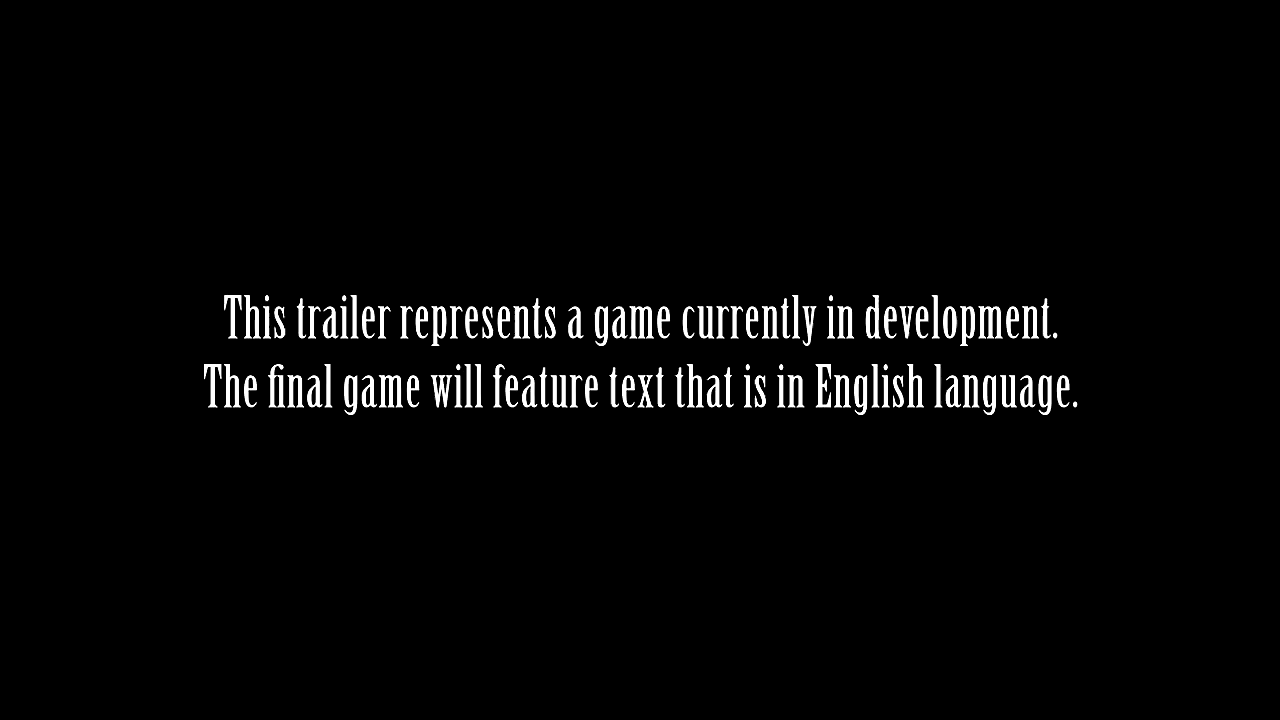 This trailer represents a game currently in development.
The final game will feature text that is in English language.